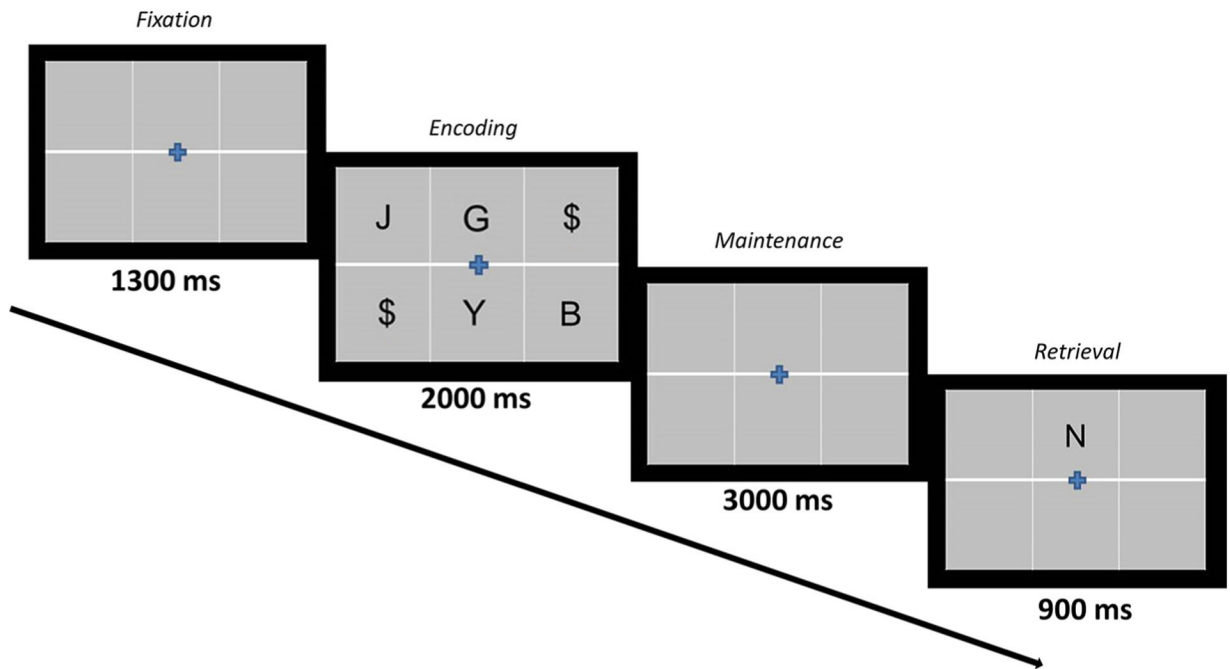 Fixation
1300 ms
Encoding
J G $
$ Y B
2000 ms
Maintenance
3000 ms
Retrieval
N
900 ms